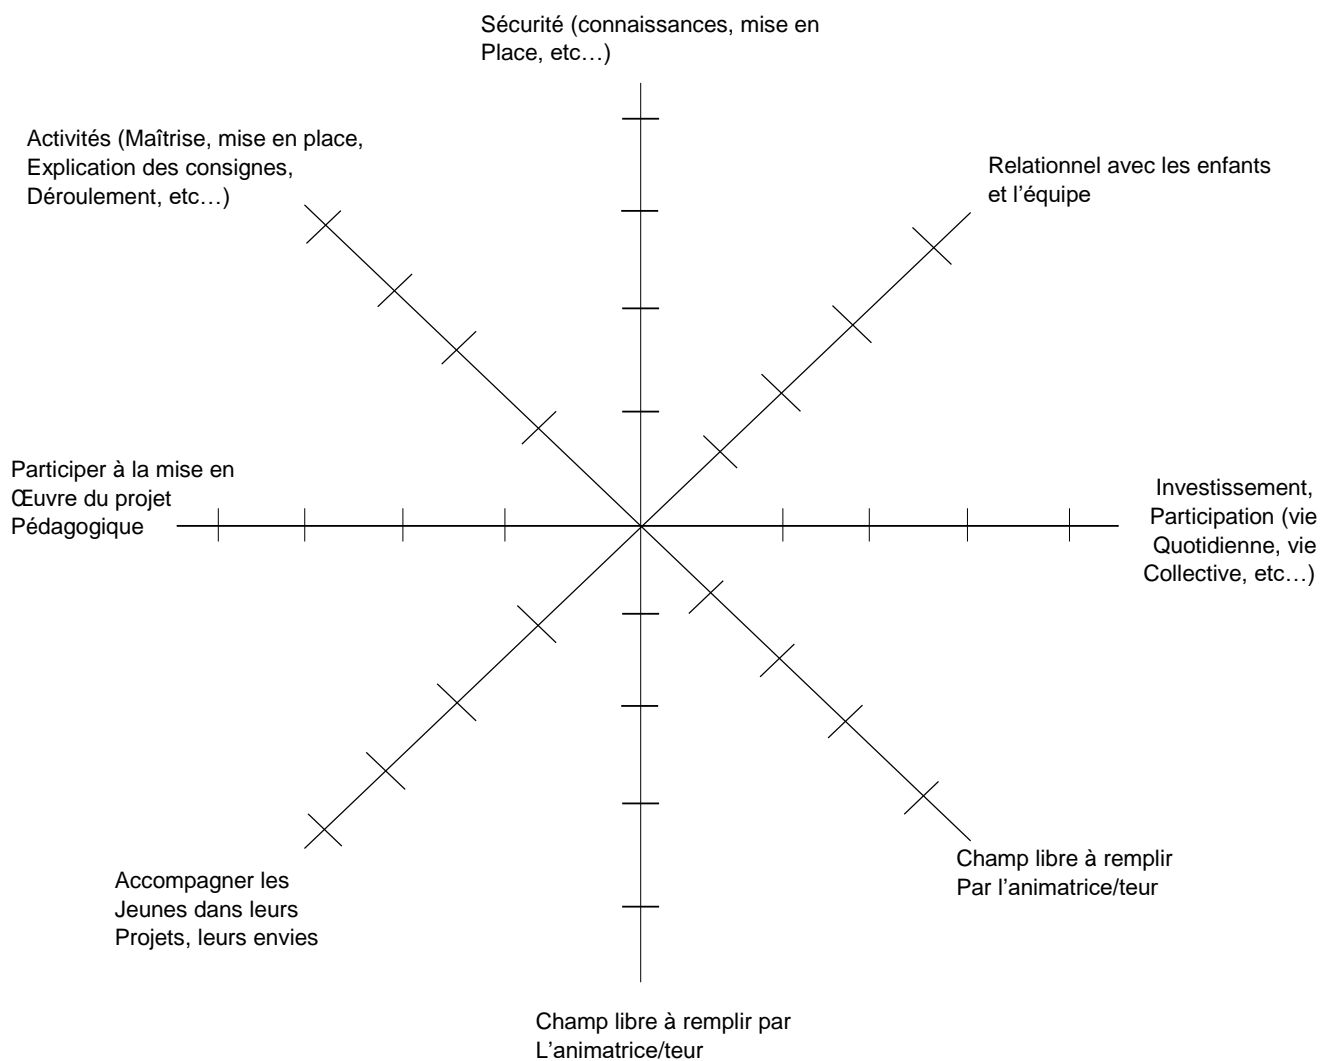 Sécurité (connaissances, mise en
Place, etc…)
Activités (Maîtrise, mise en place,
Explication des consignes,
Déroulement, etc…)
Relationnel avec les enfants
et l’équipe
Participer à la mise en
Œuvre du projet
Pédagogique
Investissement,
Participation (vie
Quotidienne, vie
Collective, etc…)
Accompagner les
Jeunes dans leurs
Projets, leurs envies
Champ libre à remplir
Par l’animatrice/teur
Champ libre à remplir par
L’animatrice/teur